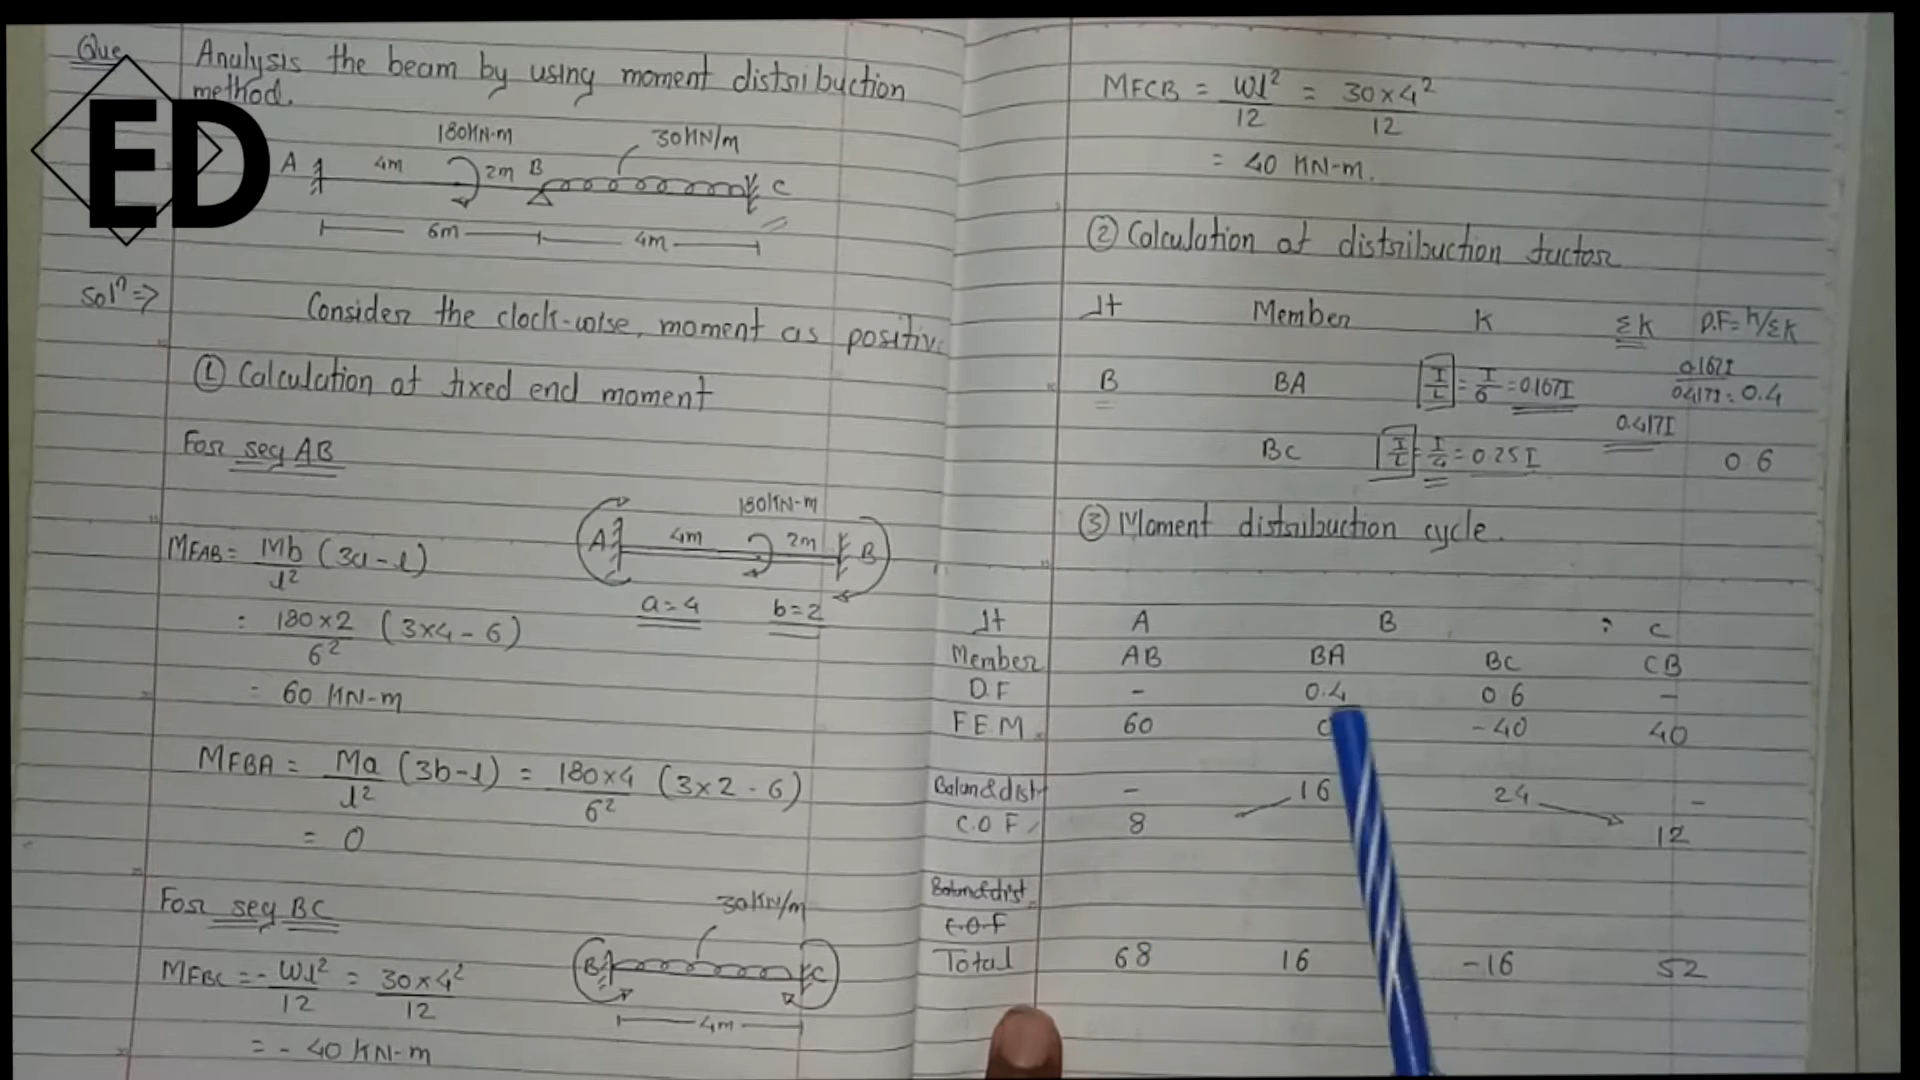 Que
Analysis the beam by using moment distribuction
method.
ED
180KN-m
30KN/m
A
4m
2m
B
C
6m
4m
Solⁿ=>
Consider the clock-wise, moment as positive
① Calculation of fixed end moment
For seg AB
180KN-m
A
4m
2m
B
a=4
b=2
MFAB = Mb/l² (3a-l)
= 180×2/6² (3×4-6)
= 60 KN-m
MFBA = Ma/l² (3b-l) = 180×4/6² (3×2-6)
= 0
For seg BC
30KN/m
B
C
4m
MFBC = -Wl²/12 = 30×4²/12
= - 40 KN-m
MFCB = Wl²/12 = 30×4²/12
= 40 KN-m.
② Calculation of distribuction factor
Jt Member K ΣK D.F=K/ΣK
B BA I/L = I/6 = 0.167I 0.167I/0.417I = 0.4
0.417I
BC I/L = I/4 = 0.25I 0 6
③ Moment distribuction cycle.
Jt A B C
Member AB BA BC CB
D.F - 0.4 0 6 -
F.E.M. 60 -40 40
Balan&dist - 16 24 -
C.O.F 8 12
Balan&dist
C.O.F
Total 68 16 -16 52